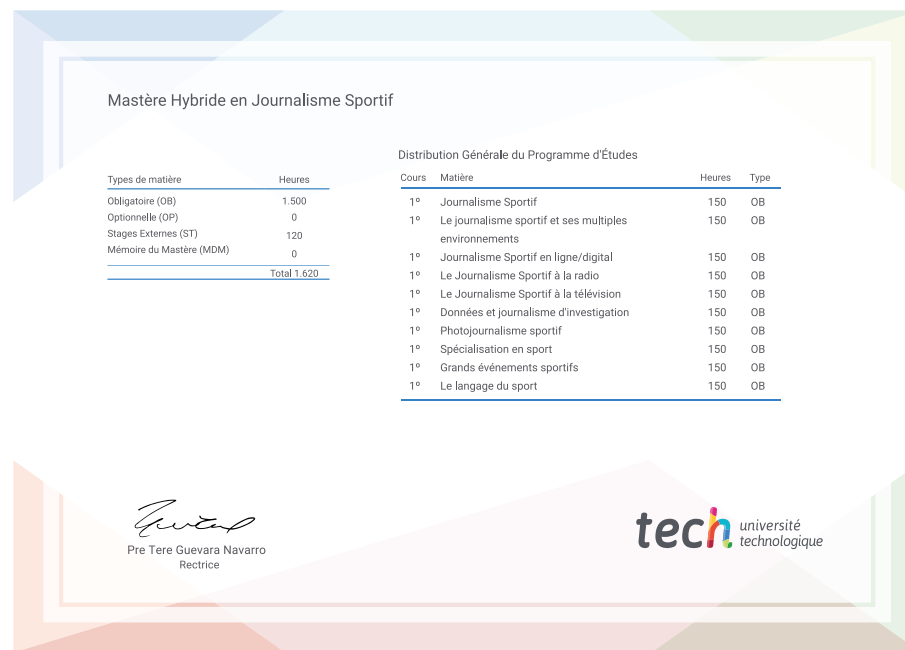 Mastère Hybride en Journalisme Sportif
Types de matière Heures
Obligatoire (OB) 1.500
Optionnelle (OP) 0
Stages Externes (ST) 120
Mémoire du Mastère (MDM) 0
Total 1.620
Distribution Générale du Programme d'Études
Cours Matière Heures Type
1º Journalisme Sportif 150 OB
1º Le journalisme sportif et ses multiples 150 OB
environnements
1º Journalisme Sportif en ligne/digital 150 OB
1º Le Journalisme Sportif à la radio 150 OB
1º Le Journalisme Sportif à la télévision 150 OB
1º Données et journalisme d'investigation 150 OB
1º Photojournalisme sportif 150 OB
1º Spécialisation en sport 150 OB
1º Grands événements sportifs 150 OB
1º Le langage du sport 150 OB
Pre Tere Guevara Navarro
Rectrice
tech université
technologique